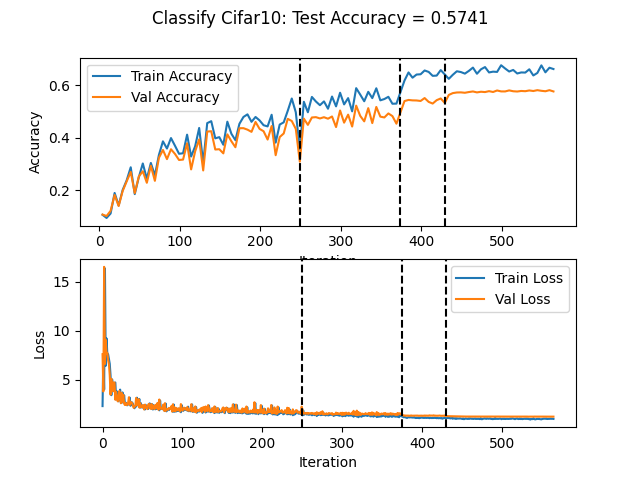 Classify Cifar10: Test Accuracy = 0.5741
Train Accuracy
Val Accuracy
Accuracy
0.6
0.4
0.2
0 100 200 300 400 500
Iteration
Train Loss
Val Loss
Loss
15
10
5
0 100 200 300 400 500
Iteration